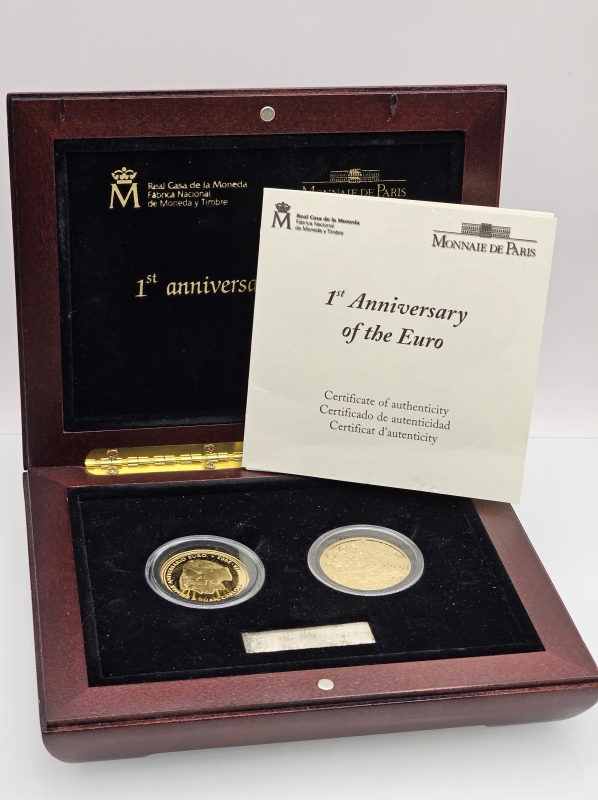 Real Casa de la Moneda
Fábrica Nacional
de Moneda y Timbre
MONNAIE DE PARIS
1st anniversa
Real Casa de la Moneda
Fábrica Nacional
de Moneda y Timbre
MONNAIE DE PARIS
1st Anniversary
of the Euro
Certificate of authenticity
Certificado de autenticidad
Certificat d'autenticity